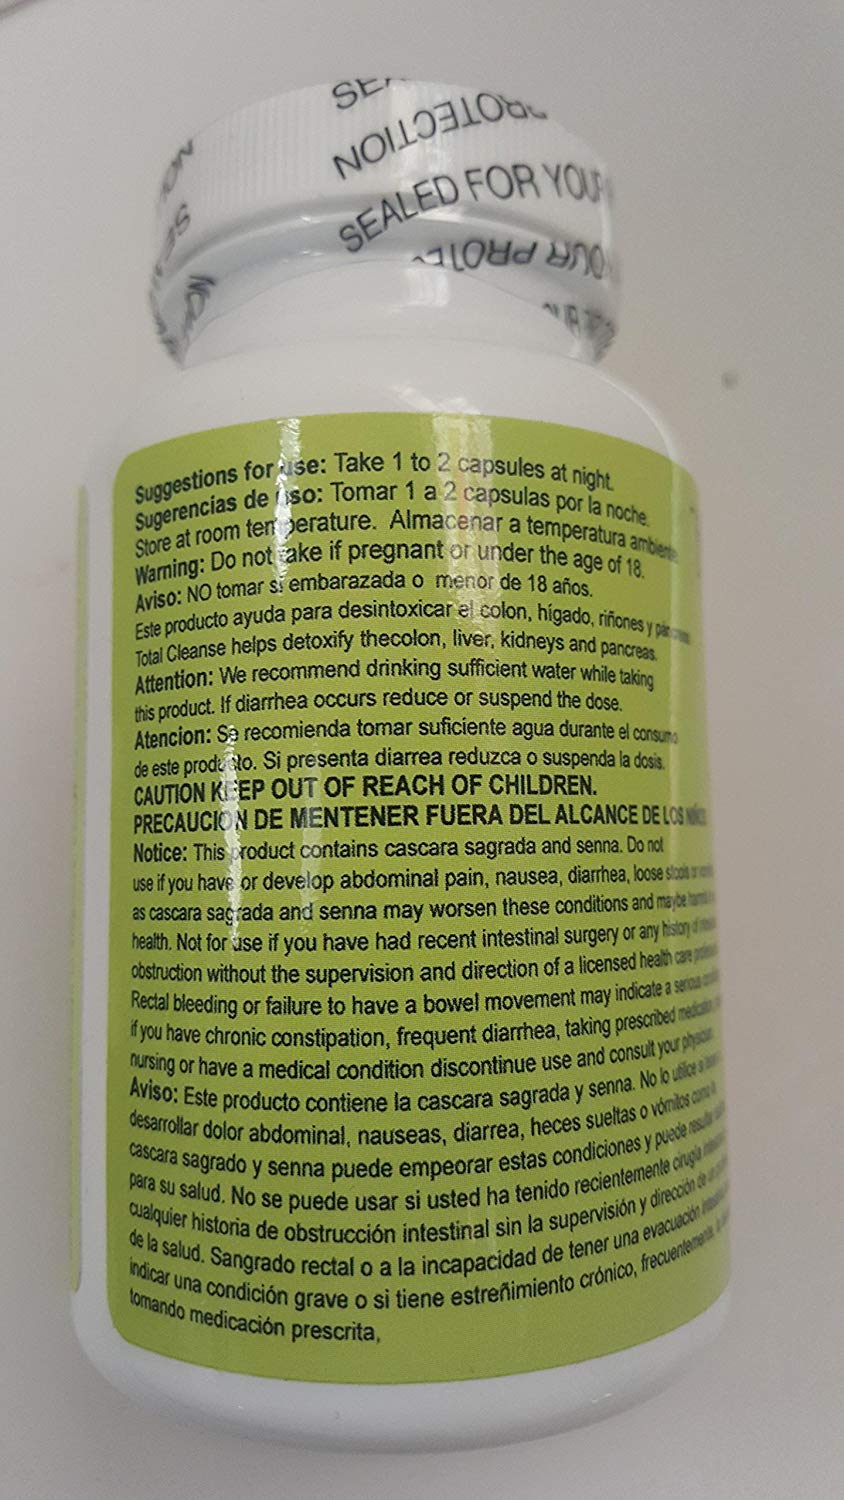 PROTECTION
SEALED FOR YOUR
YOUR PROTE
Suggestions for use: Take 1 to 2 capsules at night.
Sugerencias de uso: Tomar 1 a 2 capsulas por la noche.
Store at room temperature. Almacenar a temperatura ambiente
Warning: Do not take if pregnant or under the age of 18.
Aviso: NO tomar si embarazada o menor de 18 años.
Este producto ayuda para desintoxicar el colon, hígado, riñones y pancreas
Total Cleanse helps detoxify thecolon, liver, kidneys and pancreas.
Attention: We recommend drinking sufficient water while taking
this product. If diarrhea occurs reduce or suspend the dose.
Atencion: Se recomienda tomar suficiente agua durante el consumo
de este producto. Si presenta diarrea reduzca o suspenda la dosis.
CAUTION KEEP OUT OF REACH OF CHILDREN.
PRECAUCION DE MENTENER FUERA DEL ALCANCE DE LOS NIÑOS
Notice: This product contains cascara sagrada and senna. Do not
use if you have or develop abdominal pain, nausea, diarrhea, loose stools or
as cascara sagrada and senna may worsen these conditions and maybe
health. Not for use if you have had recent intestinal surgery or any history of
obstruction without the supervision and direction of a licensed health care
Rectal bleeding or failure to have a bowel movement may indicate a serious
if you have chronic constipation, frequent diarrhea, taking prescribed medication
nursing or have a medical condition discontinue use and consult your physician
Aviso: Este producto contiene la cascara sagrada y senna. No lo utilice si
desarrollar dolor abdominal, nauseas, diarrea, heces sueltas o vómitos como
cascara sagrado y senna puede empeorar estas condiciones y puede
para su salud. No se puede usar si usted ha tenido recientemente cirugía
cualquier historia de obstrucción intestinal sin la supervisión y dirección de
de la salud. Sangrado rectal o a la incapacidad de tener una evacuación
indicar una condición grave o si tiene estreñimiento crónico, frecuentemente,
tomando medicación prescrita,